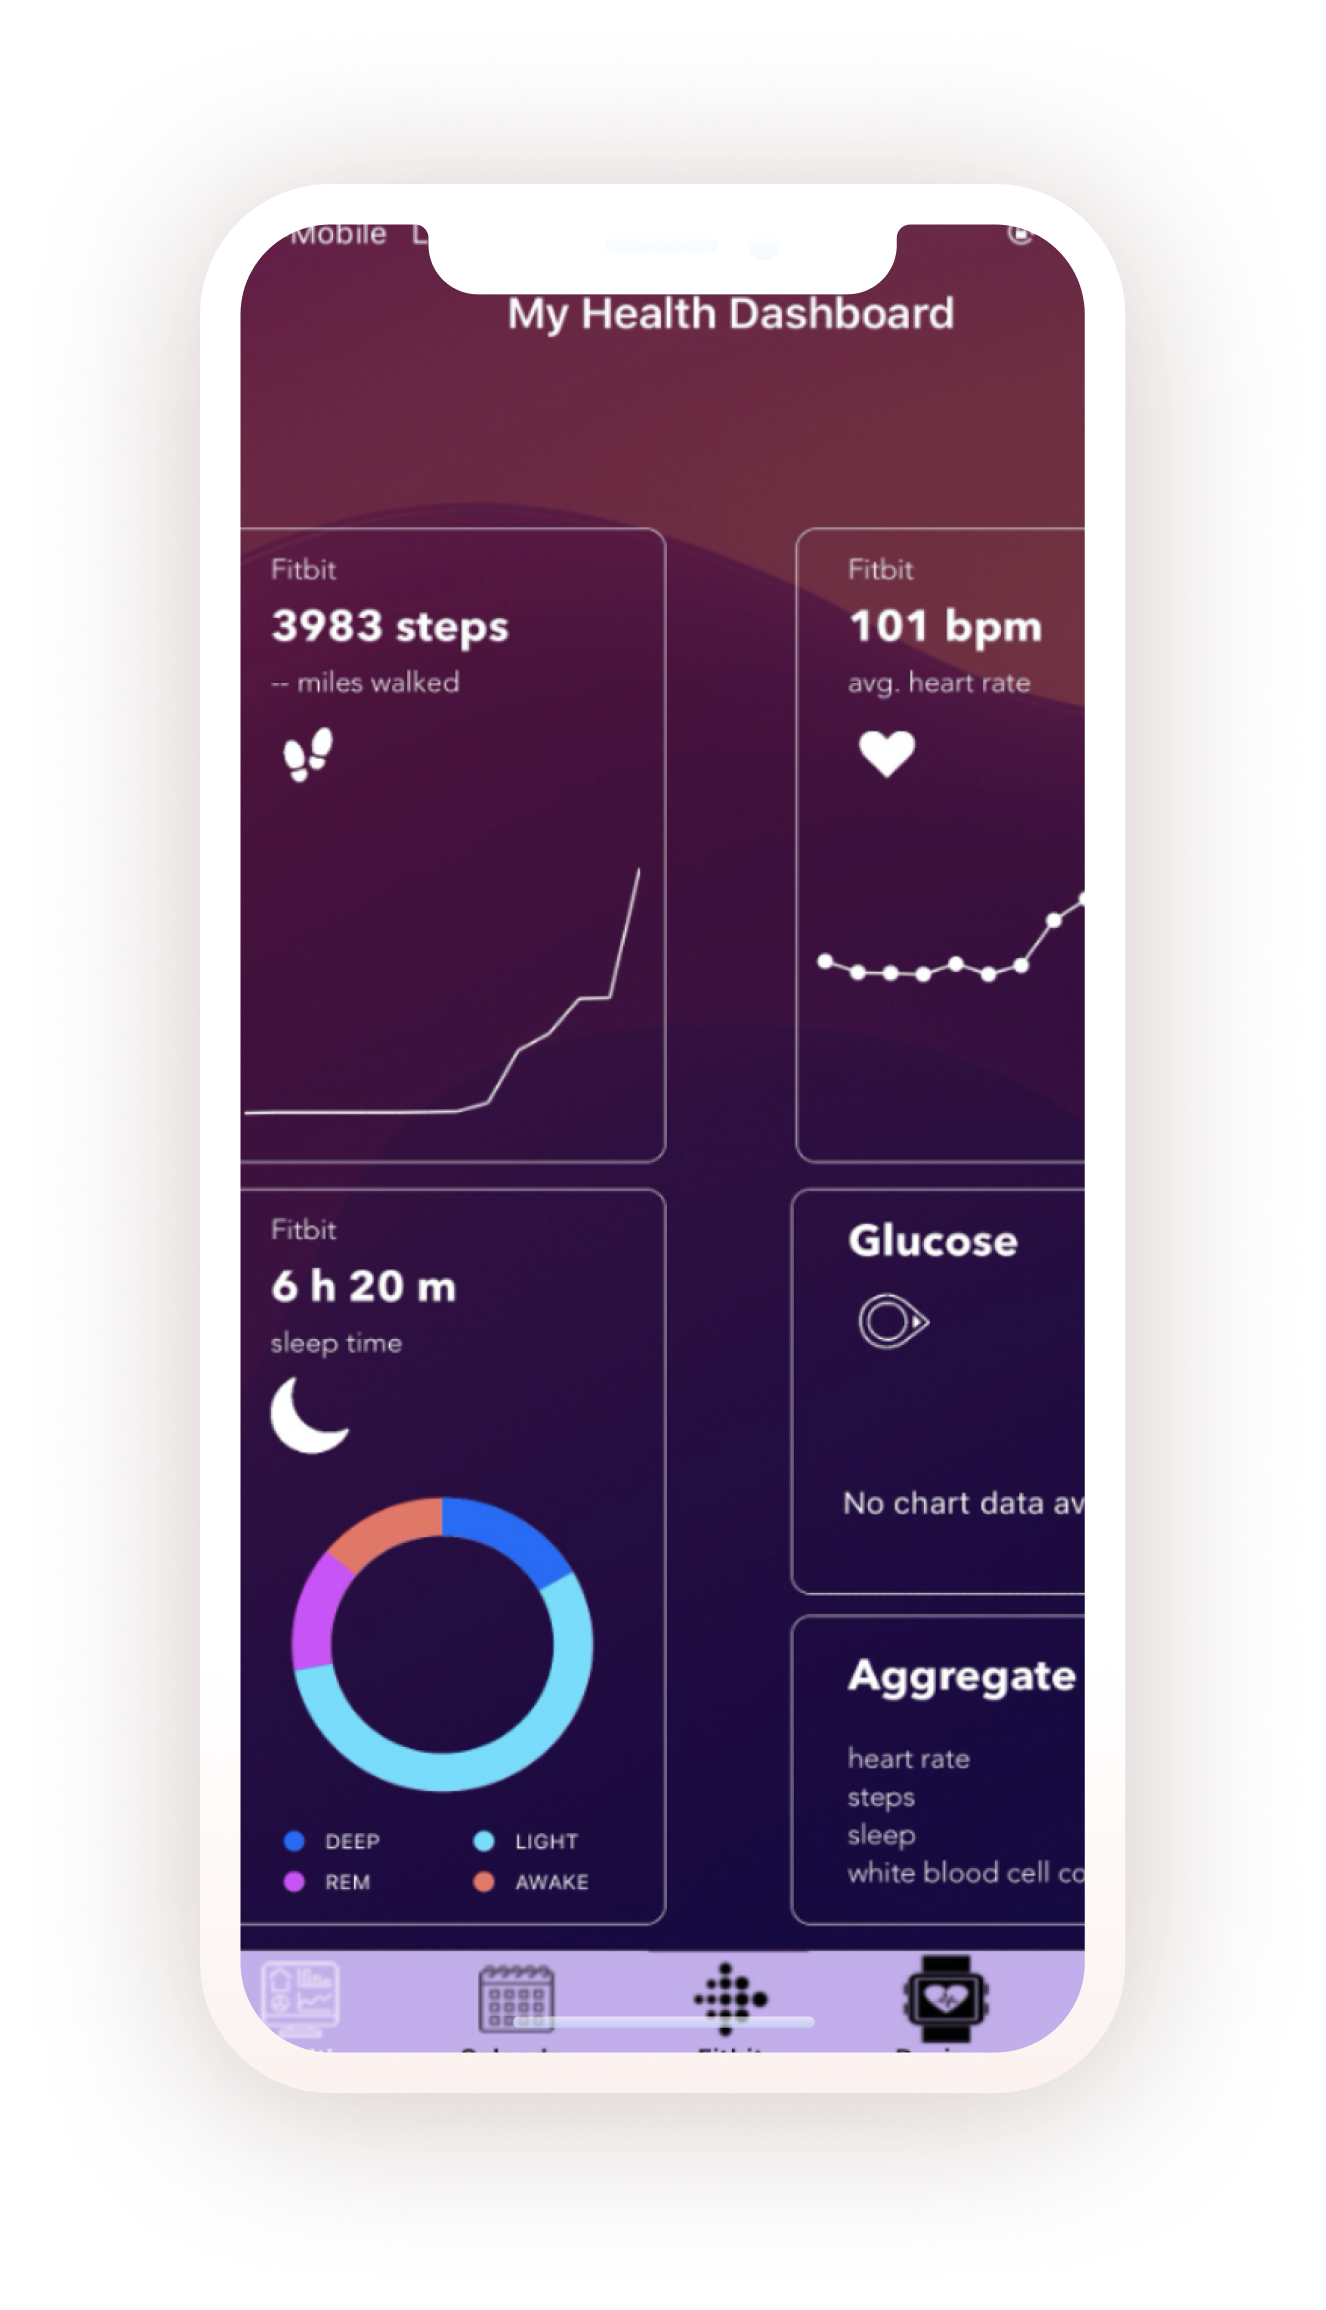 Mobile
My Health Dashboard
Fitbit
3983 steps
-- miles walked
Fitbit
101 bpm
avg. heart rate
Fitbit
6 h 20 m
sleep time
DEEP
LIGHT
REM
AWAKE
Glucose
No chart data av
Aggregate
heart rate
steps
sleep
white blood cell co
Fitbit